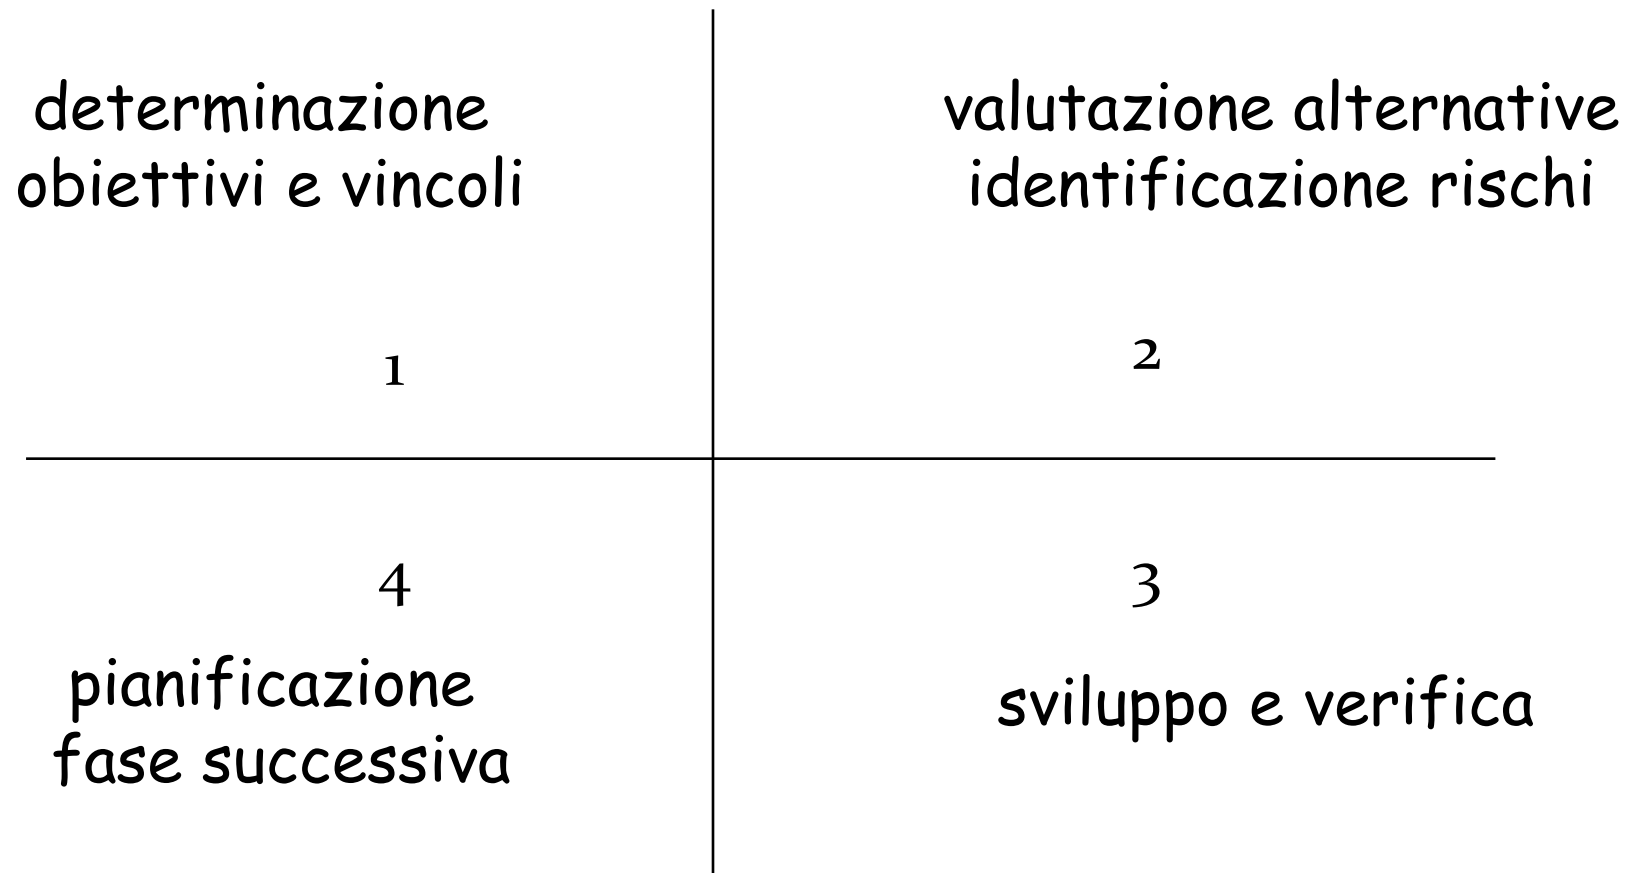 determinazione
obiettivi e vincoli
valutazione alternative
identificazione rischi
1
2
4
3
pianificazione
fase successiva
sviluppo e verifica